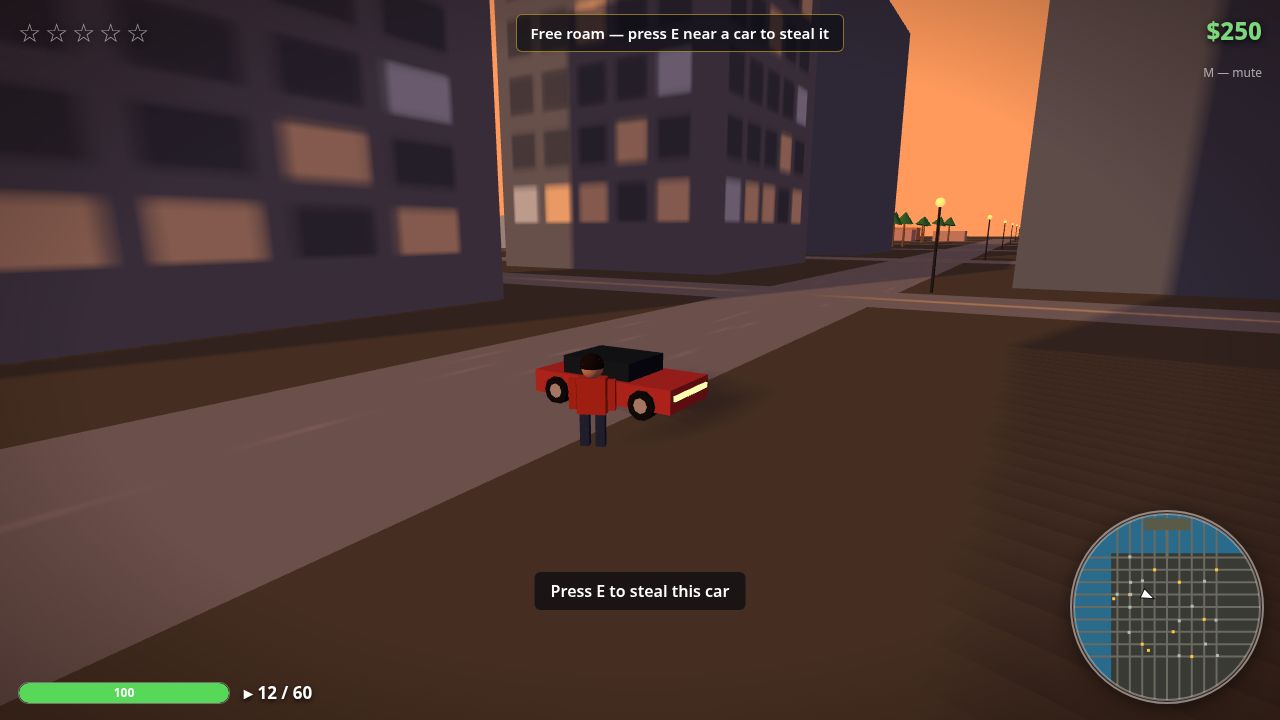 ☆☆☆☆☆
Free roam — press E near a car to steal it
$250
M — mute
Press E to steal this car
100
▸ 12 / 60